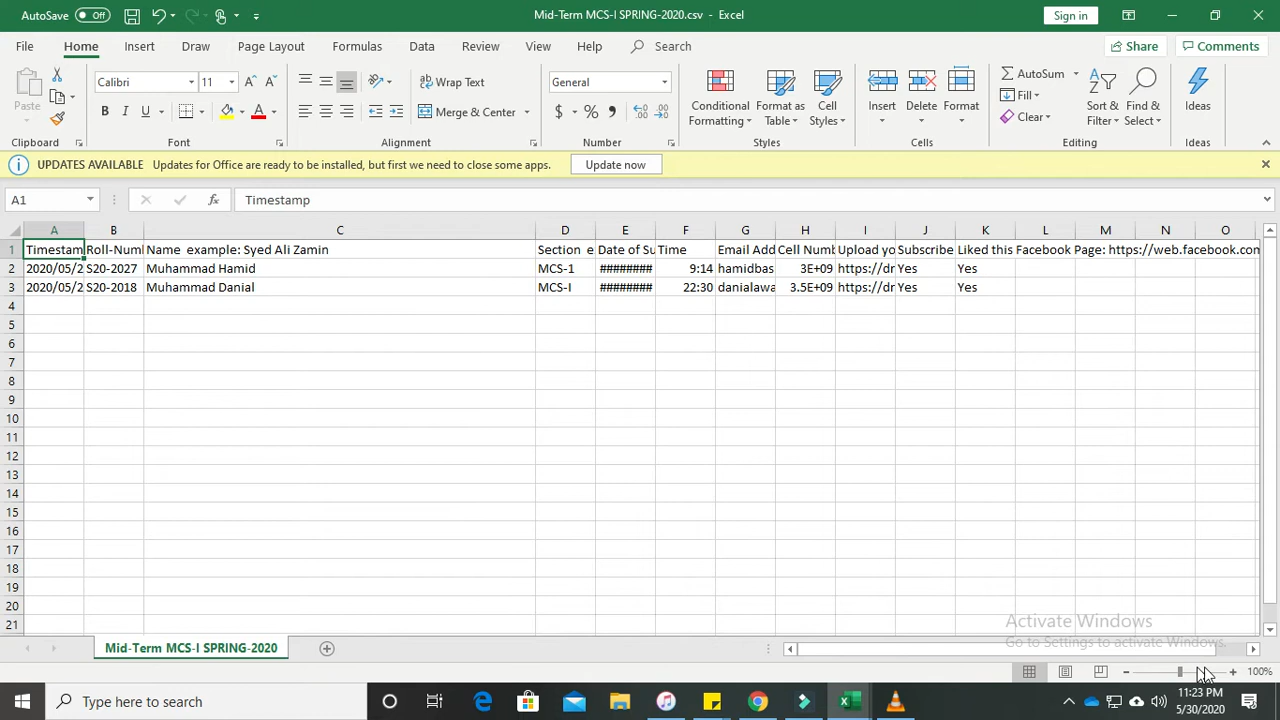 AutoSave Off Mid-Term MCS-I SPRING-2020.csv - Excel Sign in
File Home Insert Draw Page Layout Formulas Data Review View Help Search Share Comments
Paste Calibri 11 Wrap Text General Conditional Formatting Format as Table Cell Styles Insert Delete Format AutoSum Sort & Filter Find & Select Ideas
B I U A Merge & Center $ % Fill
Clear
Clipboard Font Alignment Number Styles Cells Editing Ideas
UPDATES AVAILABLE Updates for Office are ready to be installed, but first we need to close some apps. Update now
A1 fx Timestamp
A B C D E F G H I J K L M N O
1 Timestam Roll-Num Name example: Syed Ali Zamin Section e Date of Su Time Email Add Cell Numb Upload yo Subscribe Liked this Facebook Page: https://web.facebook.com
2 2020/05/2 S20-2027 Muhammad Hamid MCS-1 ######## 9:14 hamidbas 3E+09 https://dr Yes Yes
3 2020/05/2 S20-2018 Muhammad Danial MCS-I ######## 22:30 danialawa 3.5E+09 https://dr Yes Yes
4
5
6
7
8
9
10
11
12
13
14
15
16
17
18
19
20
21
Activate Windows
Go to Settings to activate Windows.
Mid-Term MCS-I SPRING-2020
100%
Type here to search
11:23 PM
5/30/2020